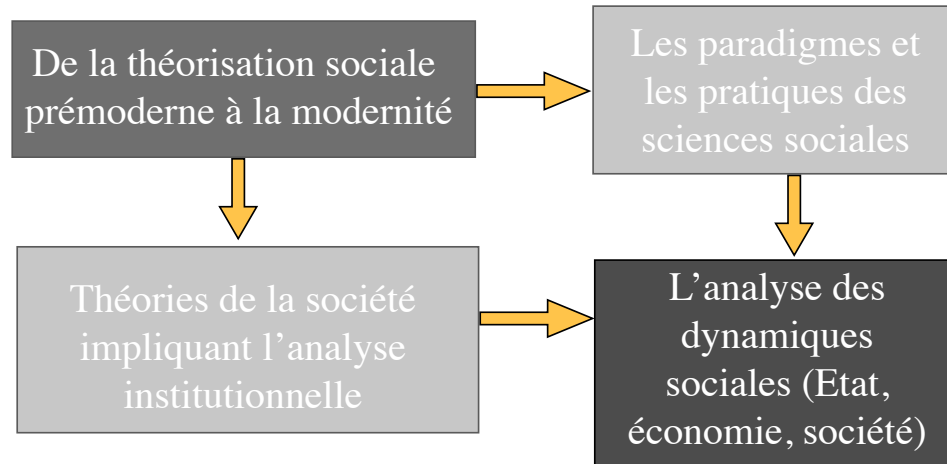 De la théorisation sociale
prémoderne à la modernité
Les paradigmes et
les pratiques des
sciences sociales
Théories de la société
impliquant l’analyse
institutionnelle
L’analyse des
dynamiques
sociales (Etat,
économie, société)